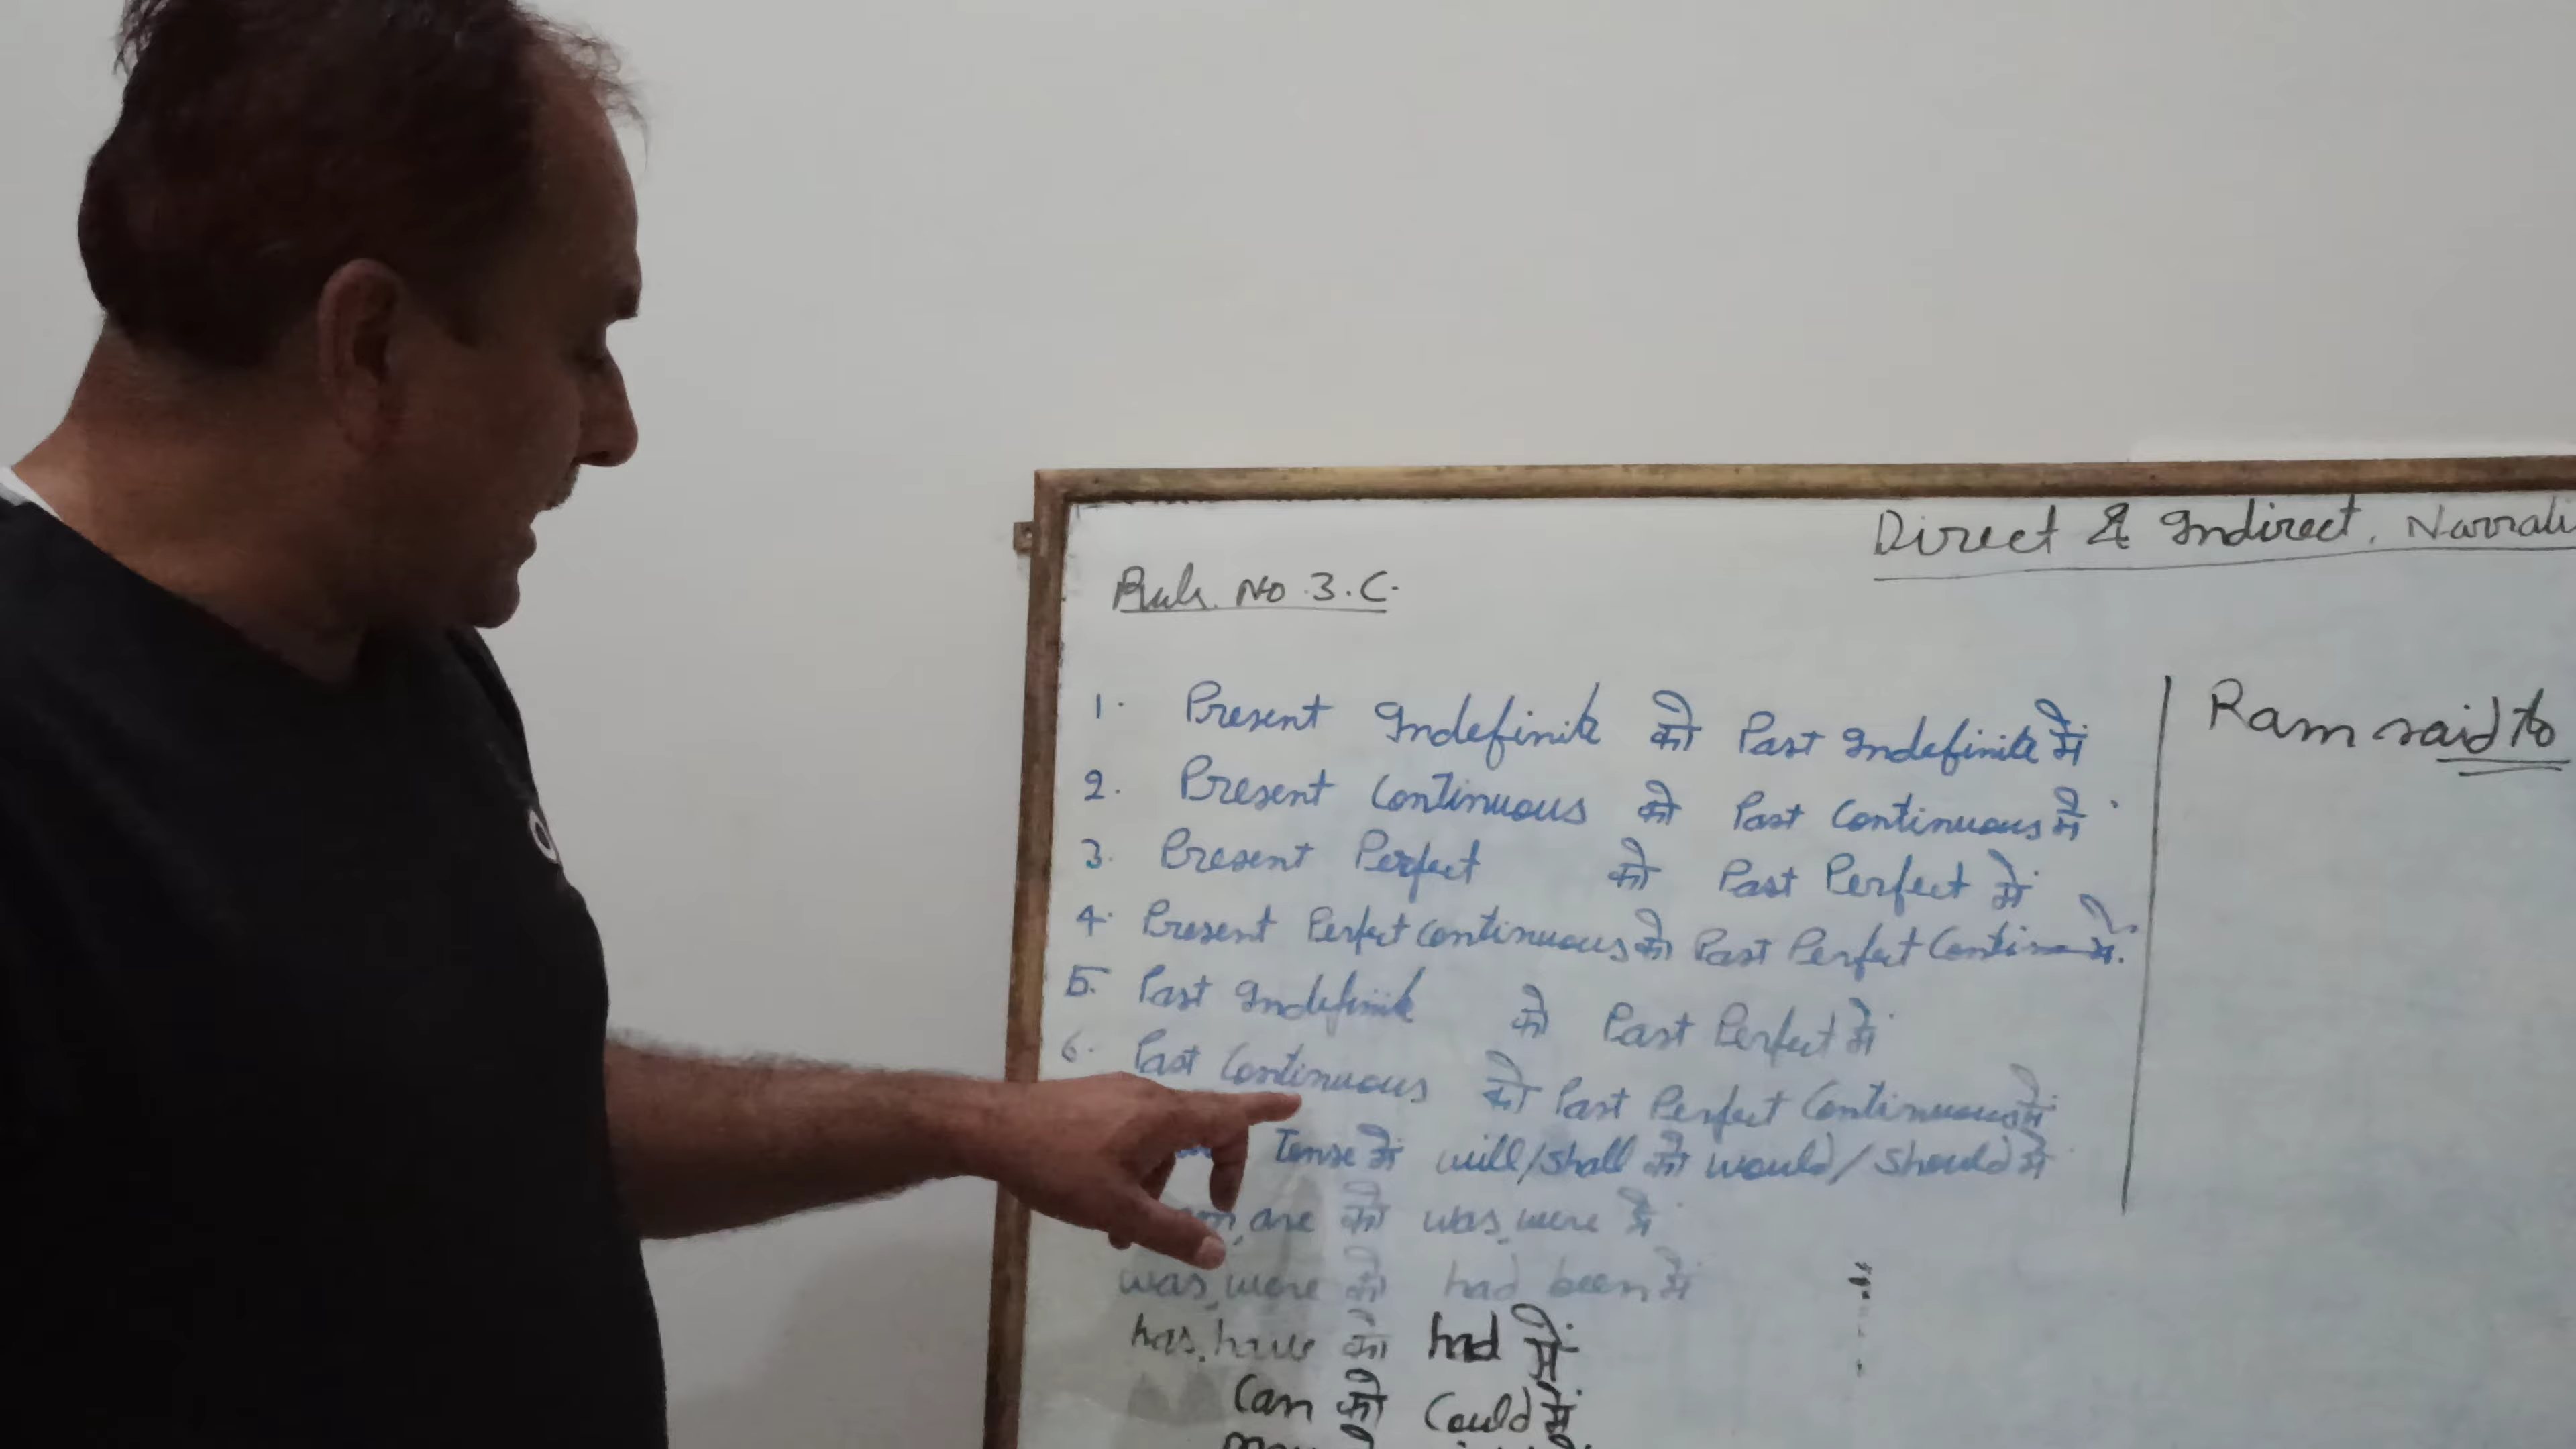 Direct & Indirect. Narrati
Rule No. 3. C.
1. Present Indefinite को Past Indefinite में
2. Present Continuous को Past Continuous में
3. Present Perfect को Past Perfect में
4. Present Perfect Continuous को Past Perfect में.
5. Past Indefinite को Past Perfect में
6. Past Continuous को Past Perfect Continuous में
Tense में will/shall को would/should में
are को was, were में
was, were को had been में
has, have को had में
Can को Could में
Ram said to